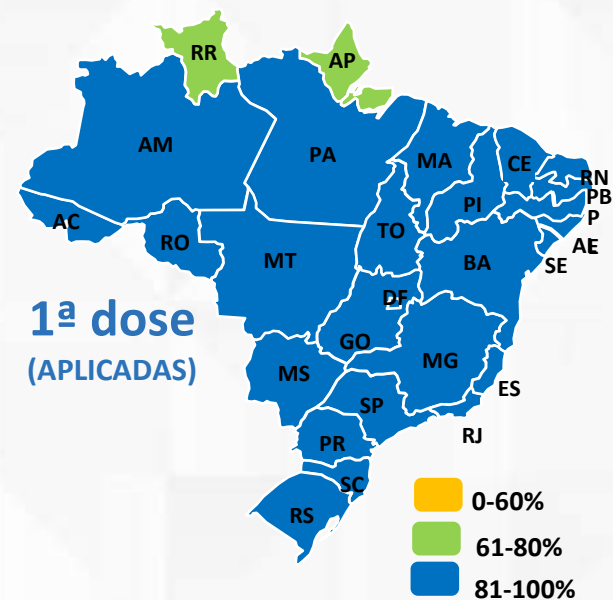 RR
AP
AM
PA
MA
CE
RN
PB
P
PI
AC
TO
RO
AL
E
SE
MT
BA
DF
1ª dose
(APLICADAS)
GO
MG
MS
ES
SP
RJ
PR
SC
RS
0-60%
61-80%
81-100%